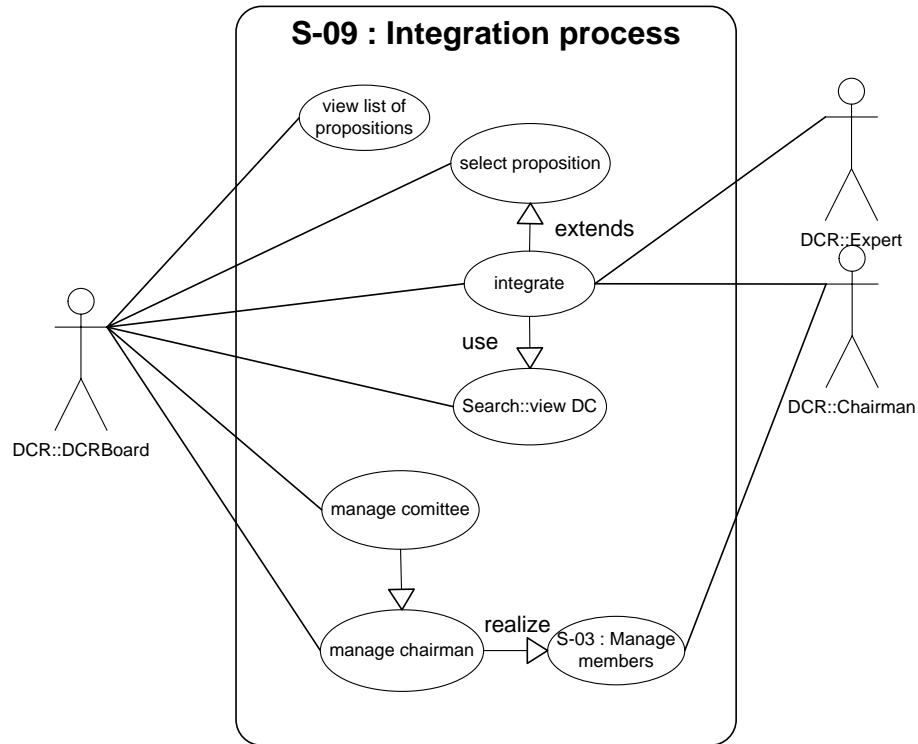 S-09 : Integration process
view list of
propositions
select proposition
extends
DCR::Expert
integrate
use
Search::view DC
DCR::Chairman
DCR::DCRBoard
manage comittee
realize
manage chairman
S-03 : Manage
members